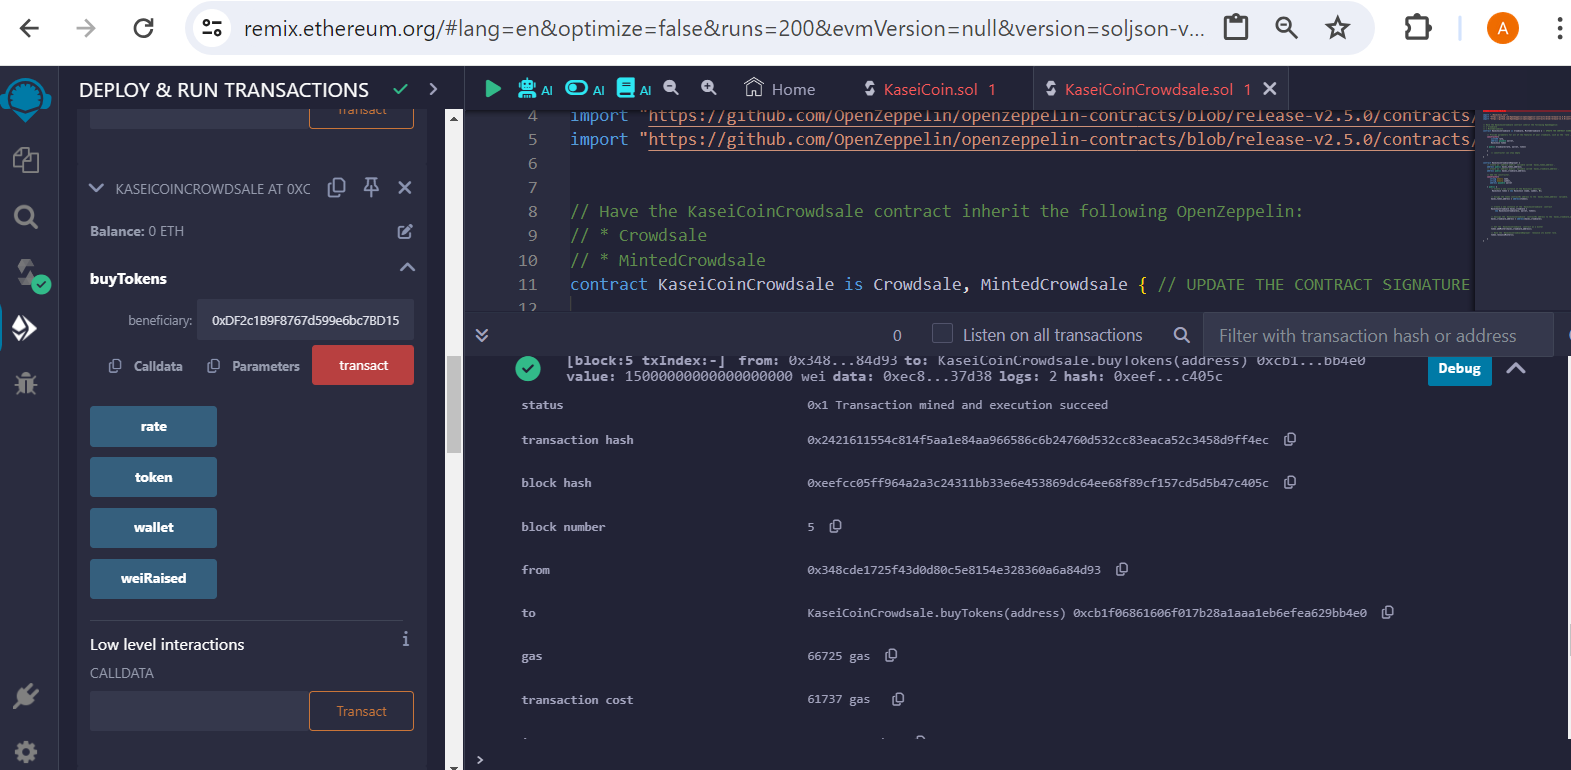 remix.ethereum.org/#lang=en&optimize=false&runs=200&evmVersion=null&version=soljson-v...
A
DEPLOY & RUN TRANSACTIONS
Transact
KASEICOINCROWDSALE AT 0XC
Balance: 0 ETH
buyTokens
beneficiary: 0xDF2c1B9F8767d599e6bc7BD15
Calldata Parameters transact
rate
token
wallet
weiRaised
Low level interactions
i
CALLDATA
Transact
AI AI AI Home KaseiCoin.sol 1 KaseiCoinCrowdsale.sol 1
4 import "https://github.com/OpenZeppelin/openzeppelin-contracts/blob/release-v2.5.0/contracts/
5 import "https://github.com/OpenZeppelin/openzeppelin-contracts/blob/release-v2.5.0/contracts/
6
7
8 // Have the KaseiCoinCrowdsale contract inherit the following OpenZeppelin:
9 // * Crowdsale
10 // * MintedCrowdsale
11 contract KaseiCoinCrowdsale is Crowdsale, MintedCrowdsale { // UPDATE THE CONTRACT SIGNATURE
12
0 Listen on all transactions Filter with transaction hash or address
[block:5 txIndex:-] from: 0x348...84d93 to: KaseiCoinCrowdsale.buyTokens(address) 0xcb1...bb4e0
value: 15000000000000000000 wei data: 0xec8...37d38 logs: 2 hash: 0xeef...c405c
Debug
status 0x1 Transaction mined and execution succeed
transaction hash 0x2421611554c814f5aa1e84aa966586c6b24760d532cc83eaca52c3458d9ff4ec
block hash 0xeefcc05ff964a2a3c24311bb33e6e453869dc64ee68f89cf157cd5d5b47c405c
block number 5
from 0x348cde1725f43d0d80c5e8154e328360a6a84d93
to KaseiCoinCrowdsale.buyTokens(address) 0xcb1f06861606f017b28a1aaa1eb6efea629bb4e0
gas 66725 gas
transaction cost 61737 gas
>